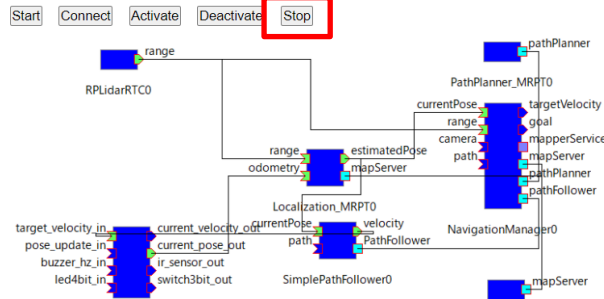 Start Connect Activate Deactivate Stop
range
pathPlanner
RPLidarRTC0
PathPlanner_MRPT0
currentPose
targetVelocity
range
goal
camera
mapperService
range
estimatedPose
path
mapServer
odometry
mapServer
pathPlanner
pathFollower
Localization_MRPT0
target_velocity_in
current_velocity_out
currentPose
velocity
NavigationManager0
pose_update_in
current_pose_out
path
PathFollower
buzzer_hz_in
ir_sensor_out
led4bit_in
switch3bit_out
SimplePathFollower0
mapServer